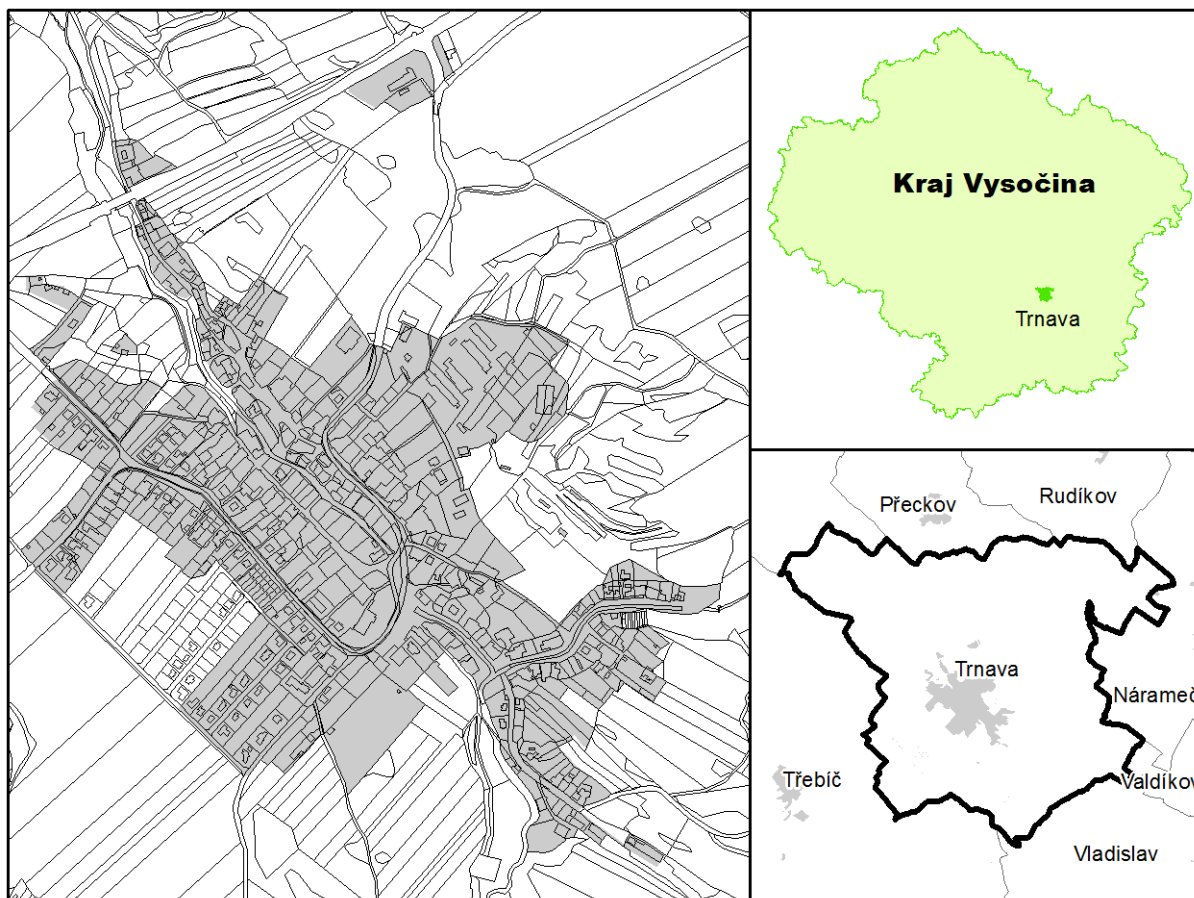 Kraj Vysočina
Trnava
Přeckov
Rudíkov
Trnava
Nárameč
Třebíč
Valdíkov
Vladislav